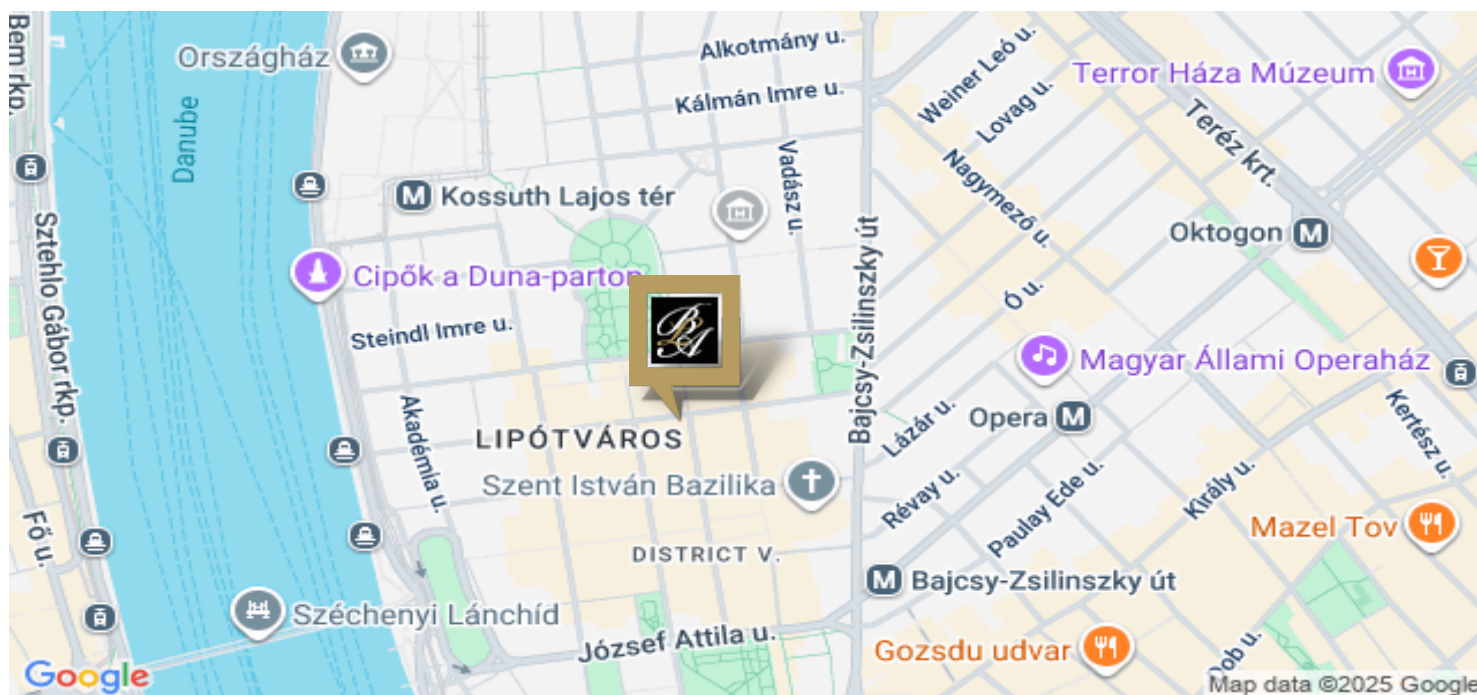 Bem rkp.
Országház
Danube
Alkotmány u.
Kálmán Imre u.
Weiner Leó u.
Lovag u.
Terror Háza Múzeum
Teréz krt.
Nagymező u.
Vadász u.
M Kossuth Lajos tér
Oktogon M
Sztehlo Gábor rkp.
Cipők a Duna-parton
Bajcsy-Zsilinszky út
Ó u.
Steindl Imre u.
BLA
Magyar Állami Operaház
Akadémia u.
Lázár u.
Opera M
Kertész u.
LIPÓTVÁROS
Szent István Bazilika
Révay u.
Paulay Ede u.
Király u.
Fő u.
Mazel Tov
DISTRICT V.
M Bajcsy-Zsilinszky út
Széchenyi Lánchíd
József Attila u.
Gozsdu udvar
Dob u.
Google
Map data ©2025 Google